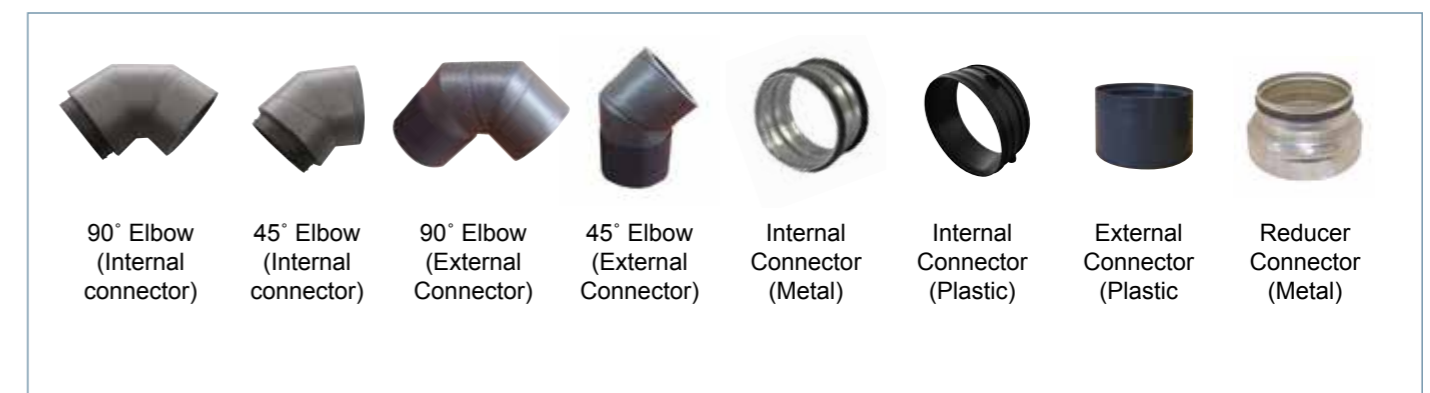 90˚ Elbow
(Internal
connector)
45˚ Elbow
(Internal
connector)
90˚ Elbow
(External
Connector)
45˚ Elbow
(External
Connector)
Internal
Connector
(Metal)
Internal
Connector
(Plastic)
External
Connector
(Plastic
Reducer
Connector
(Metal)